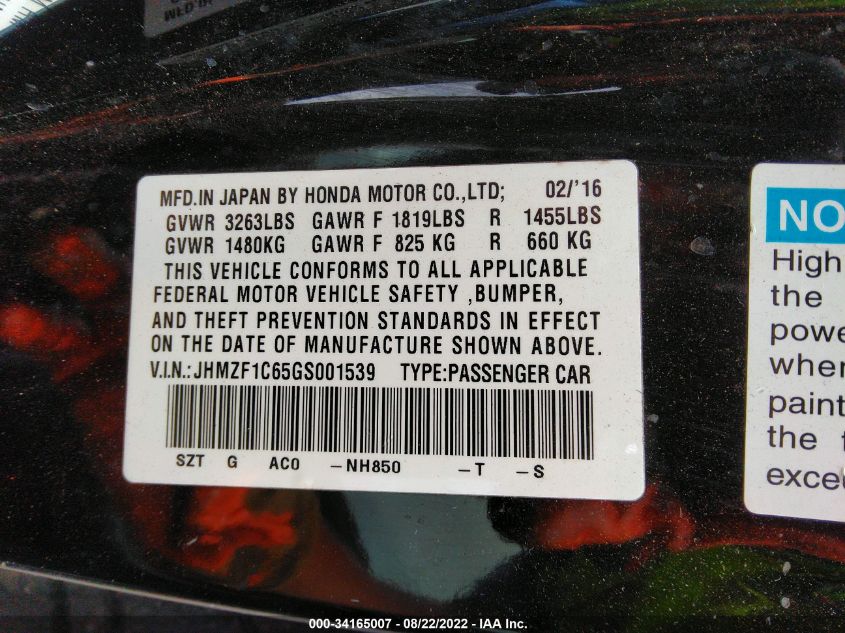 MFD.IN JAPAN BY HONDA MOTOR CO.,LTD; 02/'16
GVWR 3263LBS GAWR F 1819LBS R 1455LBS
GVWR 1480KG GAWR F 825 KG R 660 KG
THIS VEHICLE CONFORMS TO ALL APPLICABLE
FEDERAL MOTOR VEHICLE SAFETY ,BUMPER,
AND THEFT PREVENTION STANDARDS IN EFFECT
ON THE DATE OF MANUFACTURE SHOWN ABOVE.
V.I.N.:JHMZF1C65GS001539 TYPE:PASSENGER CAR
SZT G AC0 -NH850 -T -S
NO
High
the
powe
when
paint
the
excee
000-34165007 - 08/22/2022 - IAA Inc.